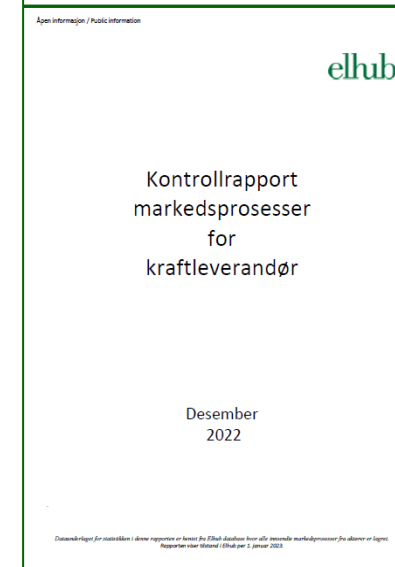 Åpen informasjon / Public information
elhub
Kontrollrapport
markedsprosesser
for
kraftleverandør
Desember
2022
Dataunderlaget for statistikken i denne rapporten er hentet fra Elhub database hvor alle innsendte markedsprosesser fra aktører er lagret.
Rapporten viser tilstand i Elhub per 1. januar 2023.